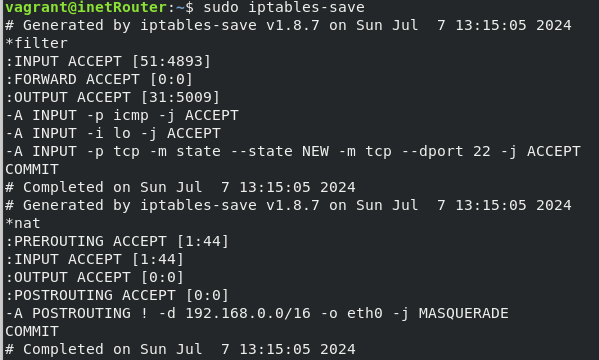 vagrant@inetRouter:~$ sudo iptables-save
# Generated by iptables-save v1.8.7 on Sun Jul  7 13:15:05 2024
*filter
:INPUT ACCEPT [51:4893]
:FORWARD ACCEPT [0:0]
:OUTPUT ACCEPT [31:5009]
-A INPUT -p icmp -j ACCEPT
-A INPUT -i lo -j ACCEPT
-A INPUT -p tcp -m state --state NEW -m tcp --dport 22 -j ACCEPT
COMMIT
# Completed on Sun Jul  7 13:15:05 2024
# Generated by iptables-save v1.8.7 on Sun Jul  7 13:15:05 2024
*nat
:PREROUTING ACCEPT [1:44]
:INPUT ACCEPT [1:44]
:OUTPUT ACCEPT [0:0]
:POSTROUTING ACCEPT [0:0]
-A POSTROUTING ! -d 192.168.0.0/16 -o eth0 -j MASQUERADE
COMMIT
# Completed on Sun Jul  7 13:15:05 2024